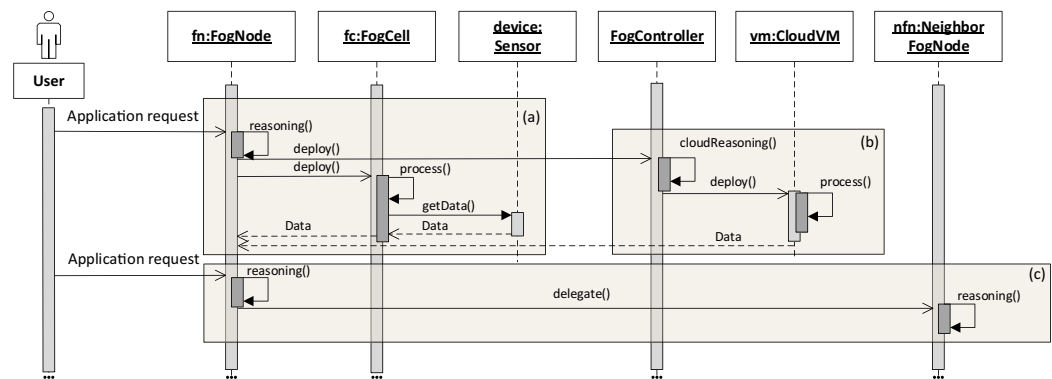 User
fn:FogNode
fc:FogCell
device:
Sensor
FogController
vm:CloudVM
nfn:Neighbor
FogNode
Application request
(a)
reasoning()
deploy()
deploy()
process()
getData()
Data
Data
(b)
cloudReasoning()
deploy()
process()
Data
Application request
(c)
reasoning()
delegate()
reasoning()